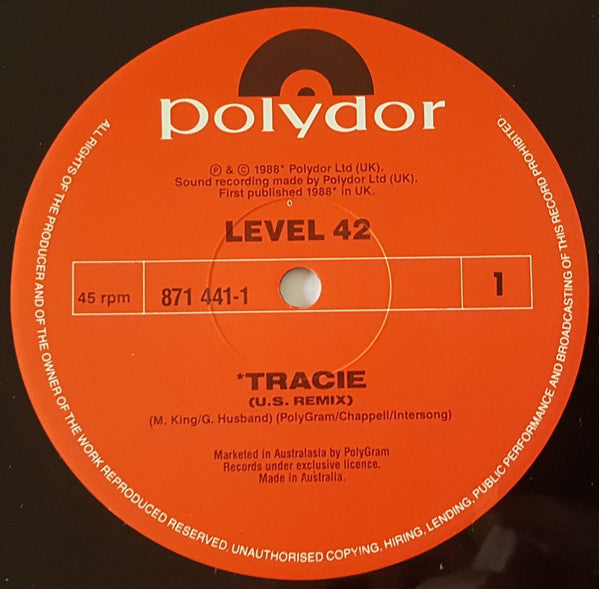 polydor
℗ & © 1988* Polydor Ltd (UK).
Sound recording made by Polydor Ltd (UK).
First published 1988* in UK.
LEVEL 42
45 rpm
871 441-1
1
*TRACIE
(U.S. REMIX)
(M. King/G. Husband) (PolyGram/Chappell/Intersong)
Marketed in Australasia by PolyGram
Records under exclusive licence.
Made in Australia.
ALL RIGHTS OF THE PRODUCER AND OF THE OWNER OF THE WORK REPRODUCED RESERVED. UNAUTHORISED COPYING, HIRING, LENDING, PUBLIC PERFORMANCE AND BROADCASTING OF THIS RECORD PROHIBITED.